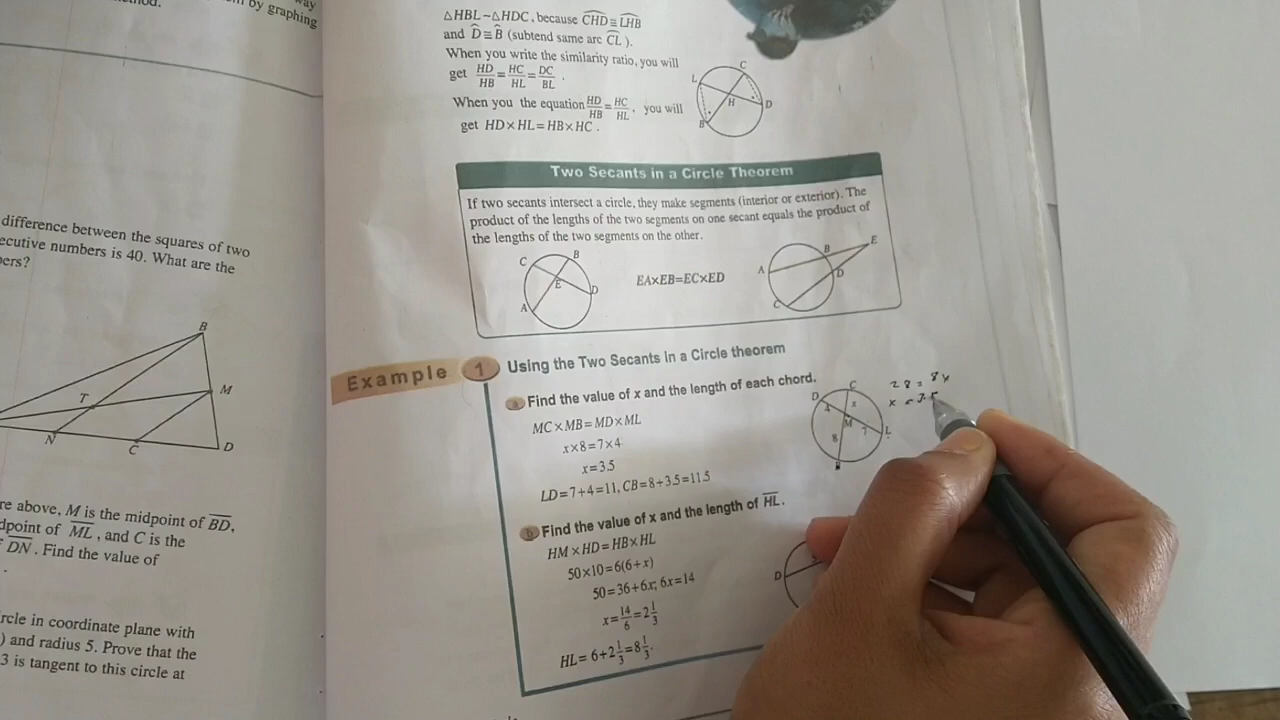 way
by graphing
difference between the squares of two
ecutive numbers is 40. What are the
bers?
B
T
M
N
C
D
re above, M is the midpoint of BD,
dpoint of ML, and C is the
DN. Find the value of
.
rcle in coordinate plane with
) and radius 5. Prove that the
3 is tangent to this circle at
△HBL~△HDC, because CHD≅LHB
and D≅B (subtend same arc CL).
When you write the similarity ratio, you will
get HD/HB=HC/HL=DC/BL.
When you the equation HD/HB=HC/HL, you will
get HD×HL=HB×HC.
L
C
H
D
B
Two Secants in a Circle Theorem
If two secants intersect a circle, they make segments (interior or exterior). The
product of the lengths of the two segments on one secant equals the product of
the lengths of the two segments on the other.
C
B
E
D
A
EA×EB=EC×ED
A
B
E
D
C
Example 1 Using the Two Secants in a Circle theorem
a Find the value of x and the length of each chord.
MC×MB=MD×ML
x×8=7×4
x=3.5
LD=7+4=11, CB=8+3.5=11.5
D
C
4
x
M
8
7
L
28=8x
x=3.5
b Find the value of x and the length of HL.
HM×HD=HB×HL
50×10=6(6+x)
50=36+6x; 6x=14
x=14/6=2 1/3
HL=6+2 1/3=8 1/3.
D